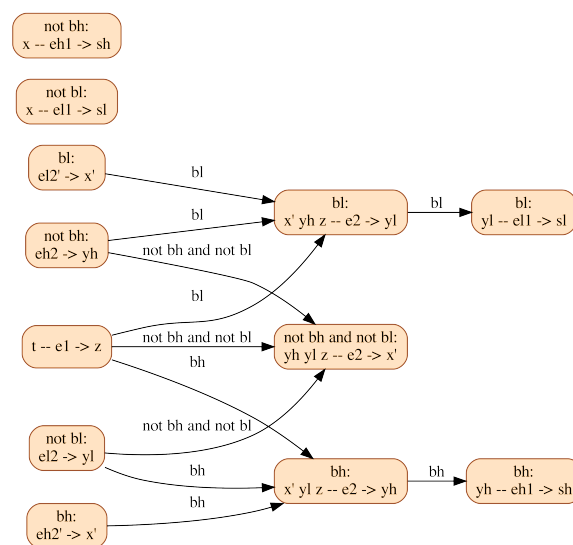 not bh:
x -- eh1 -> sh
not bl:
x -- el1 -> sl
bl:
el2' -> x'
bl
bl:
x' yh z -- e2 -> yl
bl
bl:
yl -- el1 -> sl
not bh:
eh2 -> yh
bl
not bh and not bl
bl
t -- e1 -> z
not bh and not bl
bh
not bh and not bl:
yh yl z -- e2 -> x'
not bl:
el2 -> yl
not bh and not bl
bh
bh:
x' yl z -- e2 -> yh
bh
bh:
yh -- eh1 -> sh
bh:
eh2' -> x'
bh